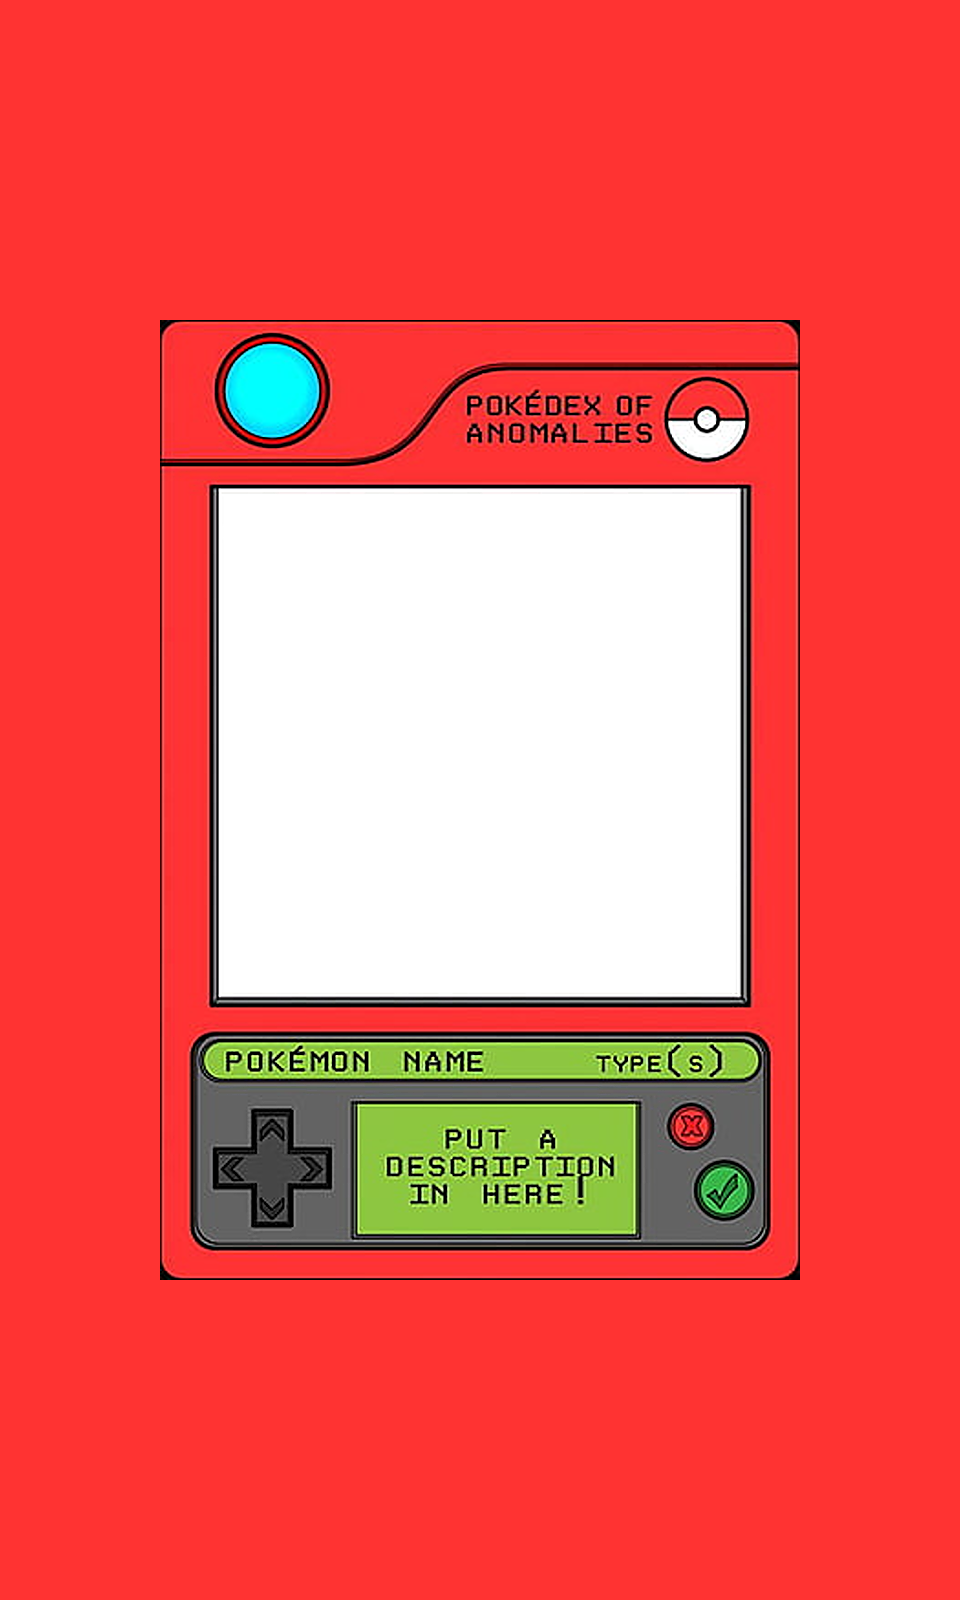 POKÉDEX OF
ANOMALIES
POKÉMON NAME TYPE(S)
PUT A
DESCRIPTION
IN HERE!